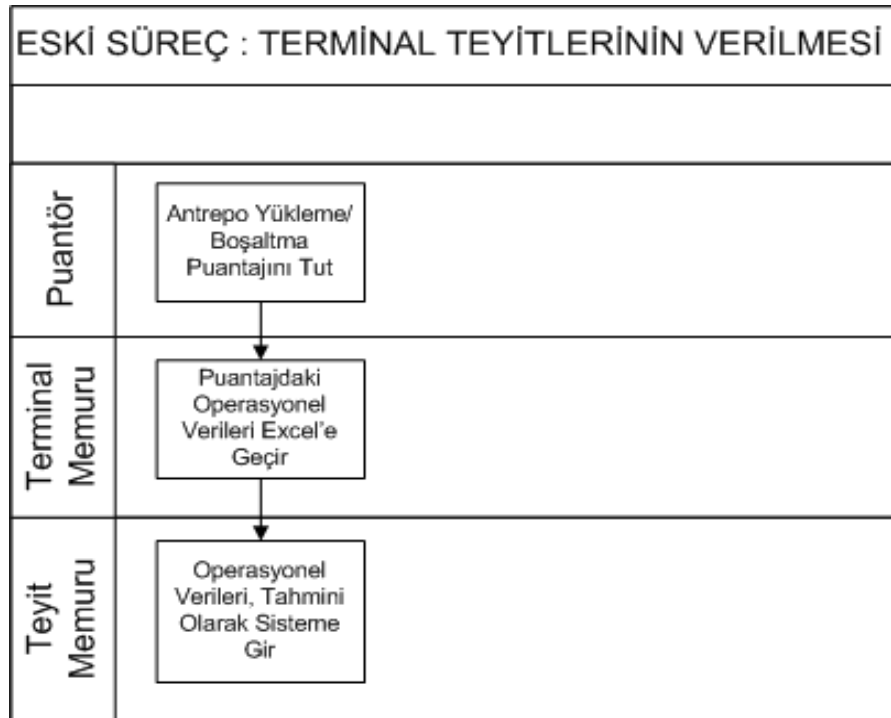 ESKİ SÜREÇ : TERMİNAL TEYİTLERİNİN VERİLMESİ
Puantör
Antrepo Yükleme/
Boşaltma
Puantajını Tut
Terminal
Memuru
Puantajdaki
Operasyonel
Verileri Excel'e
Geçir
Teyit
Memuru
Operasyonel
Verileri, Tahmini
Olarak Sisteme
Gir